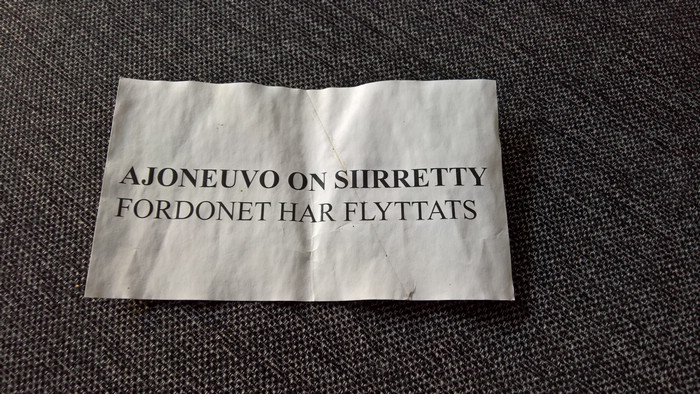 AJONEUVO ON SIIRRETTY
FORDONET HAR FLYTTATS